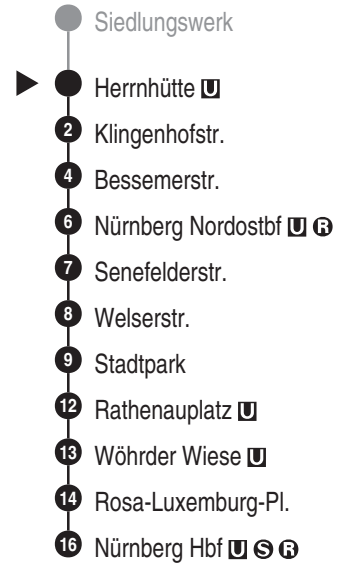 Siedlungswerk
Herrnhütte U
2 Klingenhofstr.
4 Bessemerstr.
6 Nürnberg Nordostbf U R
7 Senefelderstr.
8 Welserstr.
9 Stadtpark
12 Rathenauplatz U
13 Wöhrder Wiese U
14 Rosa-Luxemburg-Pl.
16 Nürnberg Hbf U S R